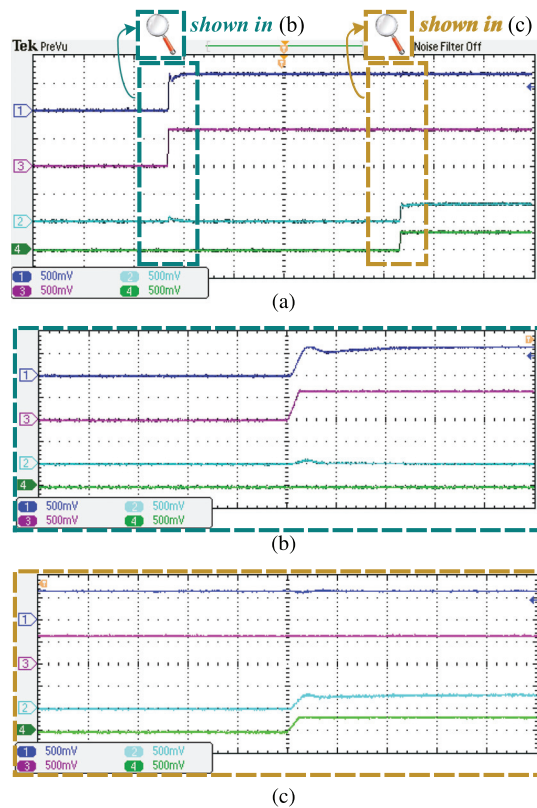 shown in (b)
shown in (c)
Tek PreVu
Noise Filter Off
1
3
2
4
1 500mV 2 500mV
3 500mV 4 500mV
(a)
1
3
2
4
1 500mV 2 500mV
3 500mV 4 500mV
(b)
1
3
2
4
1 500mV 2 500mV
3 500mV 4 500mV
(c)